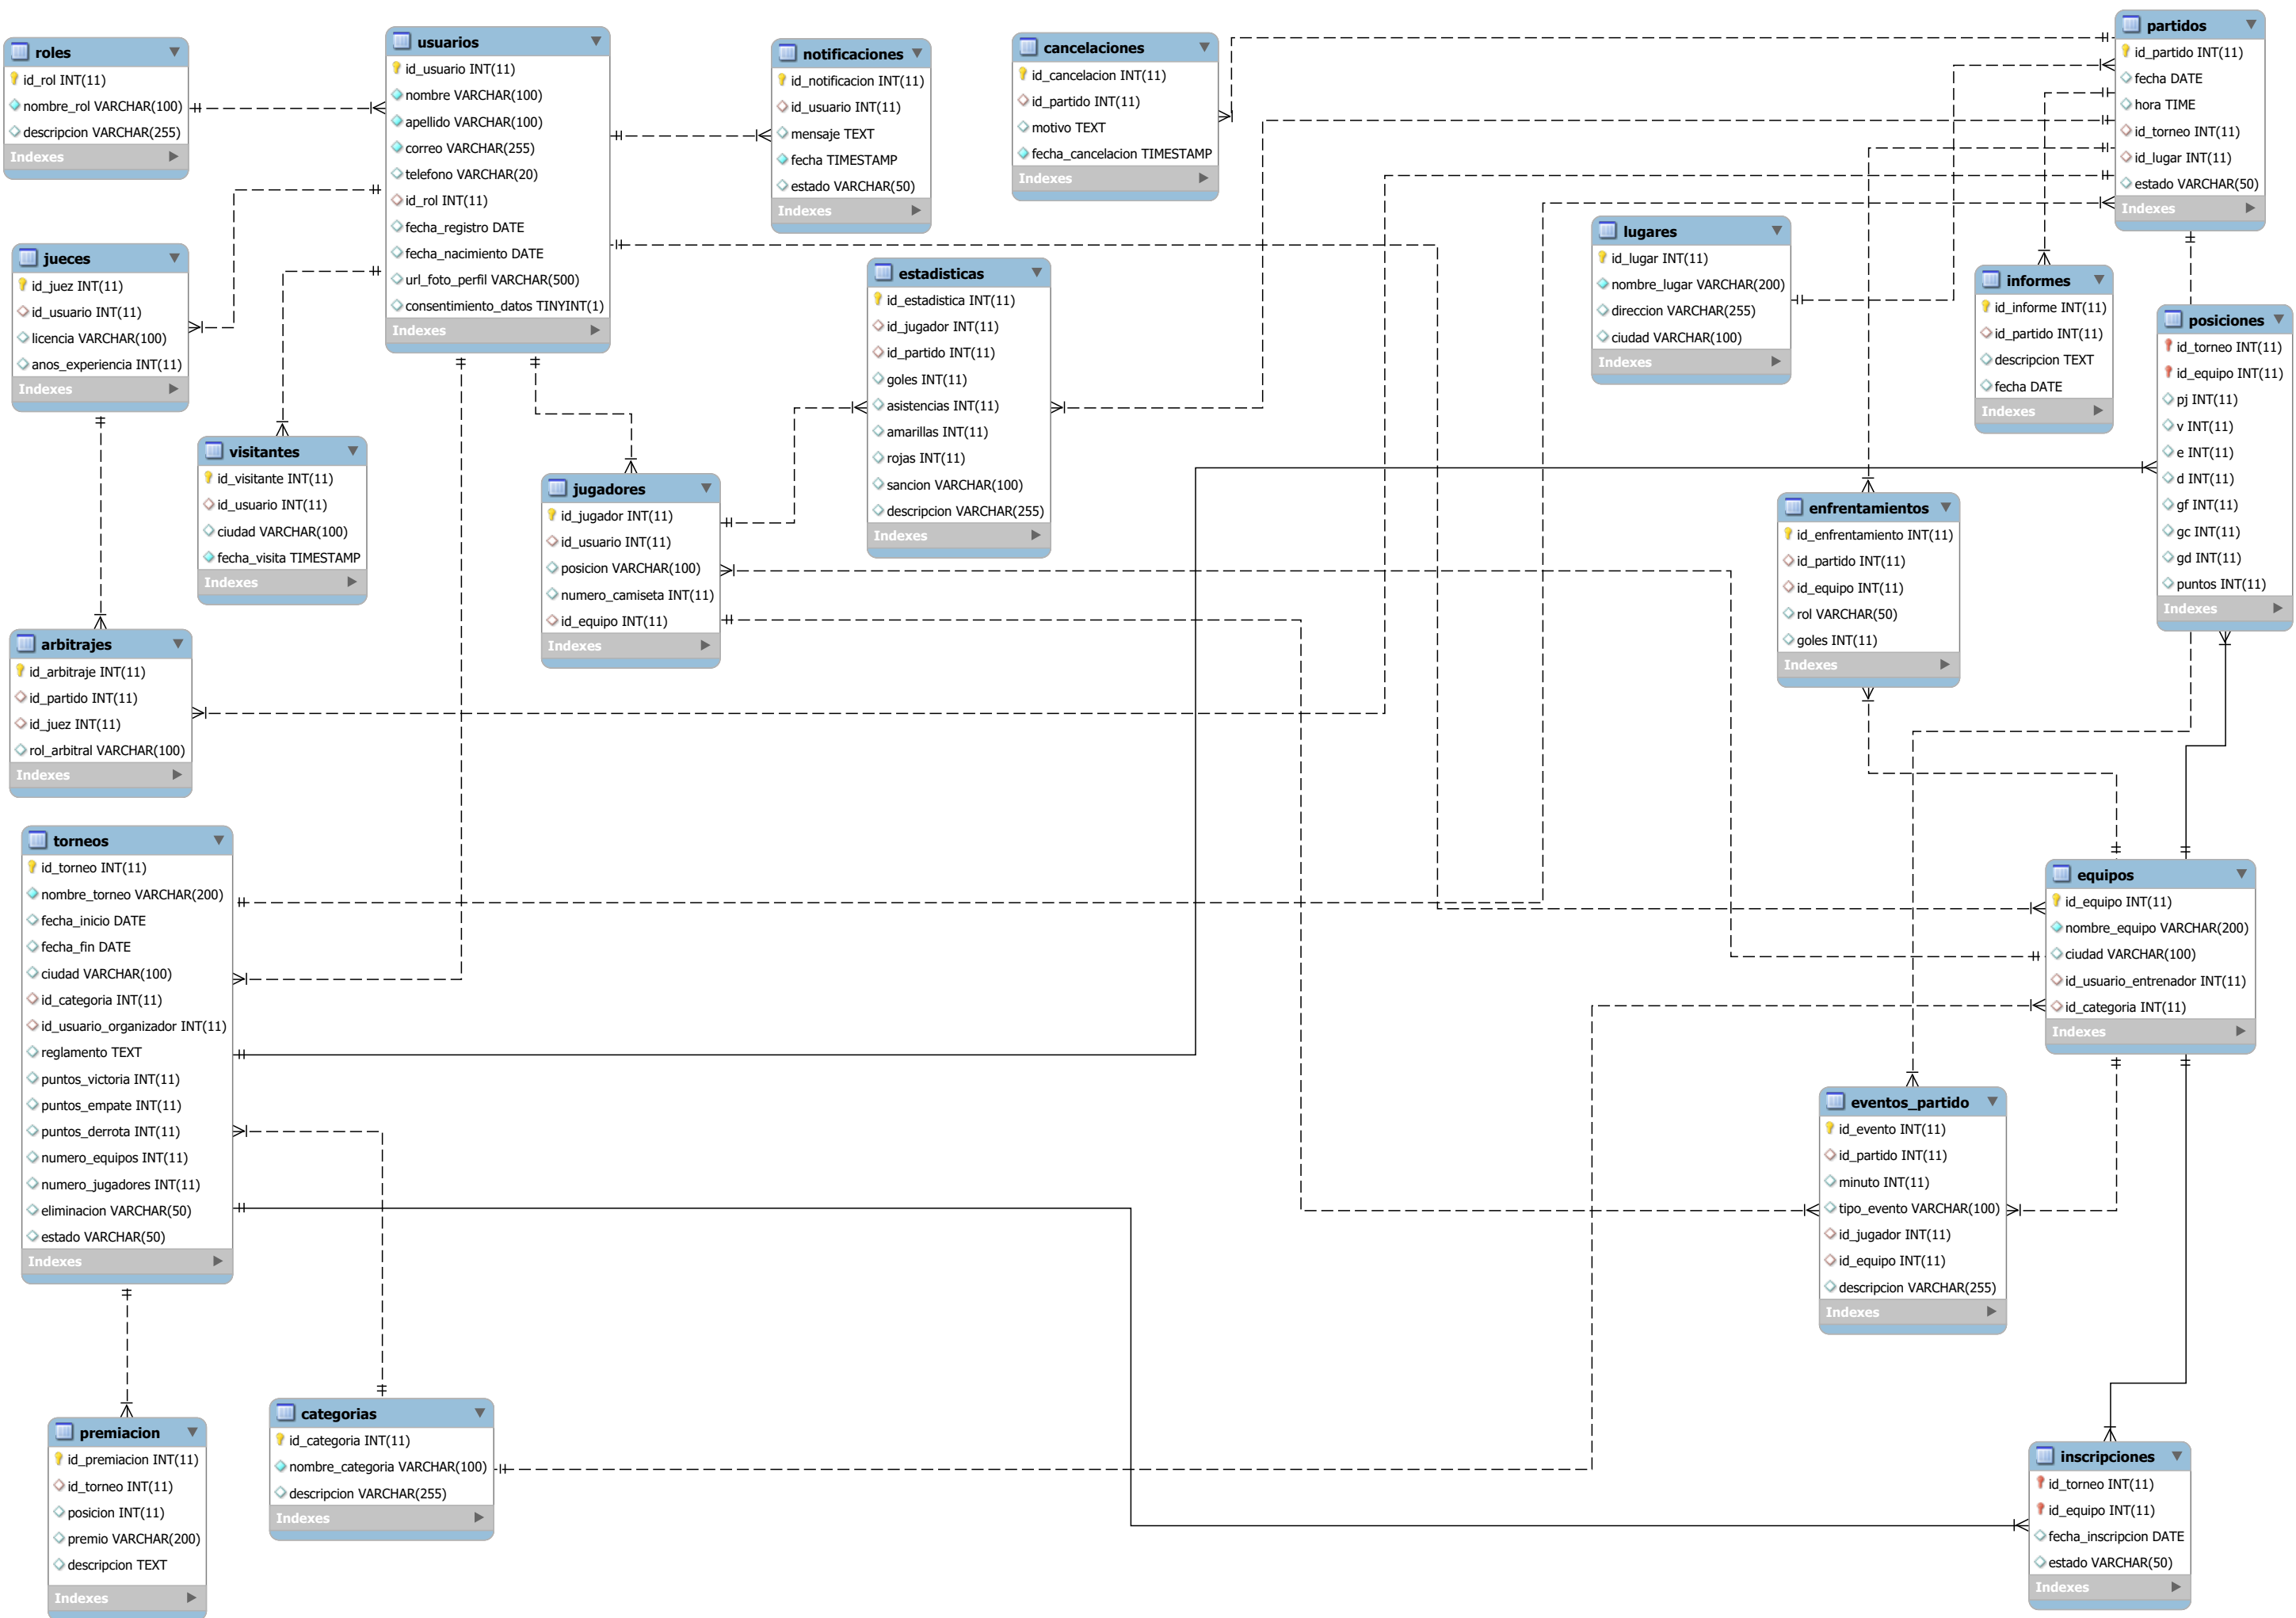 roles
id_rol INT(11)
nombre_rol VARCHAR(100)
descripcion VARCHAR(255)
Indexes
usuarios
id_usuario INT(11)
nombre VARCHAR(100)
apellido VARCHAR(100)
correo VARCHAR(255)
telefono VARCHAR(20)
id_rol INT(11)
fecha_registro DATE
fecha_nacimiento DATE
url_foto_perfil VARCHAR(500)
consentimiento_datos TINYINT(1)
Indexes
notificaciones
id_notificacion INT(11)
id_usuario INT(11)
mensaje TEXT
fecha TIMESTAMP
estado VARCHAR(50)
Indexes
cancelaciones
id_cancelacion INT(11)
id_partido INT(11)
motivo TEXT
fecha_cancelacion TIMESTAMP
Indexes
partidos
id_partido INT(11)
fecha DATE
hora TIME
id_torneo INT(11)
id_lugar INT(11)
estado VARCHAR(50)
Indexes
jueces
id_juez INT(11)
id_usuario INT(11)
licencia VARCHAR(100)
anos_experiencia INT(11)
Indexes
estadisticas
id_estadistica INT(11)
id_jugador INT(11)
id_partido INT(11)
goles INT(11)
asistencias INT(11)
amarillas INT(11)
rojas INT(11)
sancion VARCHAR(100)
descripcion VARCHAR(255)
Indexes
lugares
id_lugar INT(11)
nombre_lugar VARCHAR(200)
direccion VARCHAR(255)
ciudad VARCHAR(100)
Indexes
informes
id_informe INT(11)
id_partido INT(11)
descripcion TEXT
fecha DATE
Indexes
posiciones
id_torneo INT(11)
id_equipo INT(11)
pj INT(11)
v INT(11)
e INT(11)
d INT(11)
gf INT(11)
gc INT(11)
gd INT(11)
puntos INT(11)
Indexes
visitantes
id_visitante INT(11)
id_usuario INT(11)
ciudad VARCHAR(100)
fecha_visita TIMESTAMP
Indexes
jugadores
id_jugador INT(11)
id_usuario INT(11)
posicion VARCHAR(100)
numero_camiseta INT(11)
id_equipo INT(11)
Indexes
enfrentamientos
id_enfrentamiento INT(11)
id_partido INT(11)
id_equipo INT(11)
rol VARCHAR(50)
goles INT(11)
Indexes
arbitrajes
id_arbitraje INT(11)
id_partido INT(11)
id_juez INT(11)
rol_arbitral VARCHAR(100)
Indexes
torneos
id_torneo INT(11)
nombre_torneo VARCHAR(200)
fecha_inicio DATE
fecha_fin DATE
ciudad VARCHAR(100)
id_categoria INT(11)
id_usuario_organizador INT(11)
reglamento TEXT
puntos_victoria INT(11)
puntos_empate INT(11)
puntos_derrota INT(11)
numero_equipos INT(11)
numero_jugadores INT(11)
eliminacion VARCHAR(50)
estado VARCHAR(50)
Indexes
equipos
id_equipo INT(11)
nombre_equipo VARCHAR(200)
ciudad VARCHAR(100)
id_usuario_entrenador INT(11)
id_categoria INT(11)
Indexes
eventos_partido
id_evento INT(11)
id_partido INT(11)
minuto INT(11)
tipo_evento VARCHAR(100)
id_jugador INT(11)
id_equipo INT(11)
descripcion VARCHAR(255)
Indexes
premiacion
id_premiacion INT(11)
id_torneo INT(11)
posicion INT(11)
premio VARCHAR(200)
descripcion TEXT
Indexes
categorias
id_categoria INT(11)
nombre_categoria VARCHAR(100)
descripcion VARCHAR(255)
Indexes
inscripciones
id_torneo INT(11)
id_equipo INT(11)
fecha_inscripcion DATE
estado VARCHAR(50)
Indexes